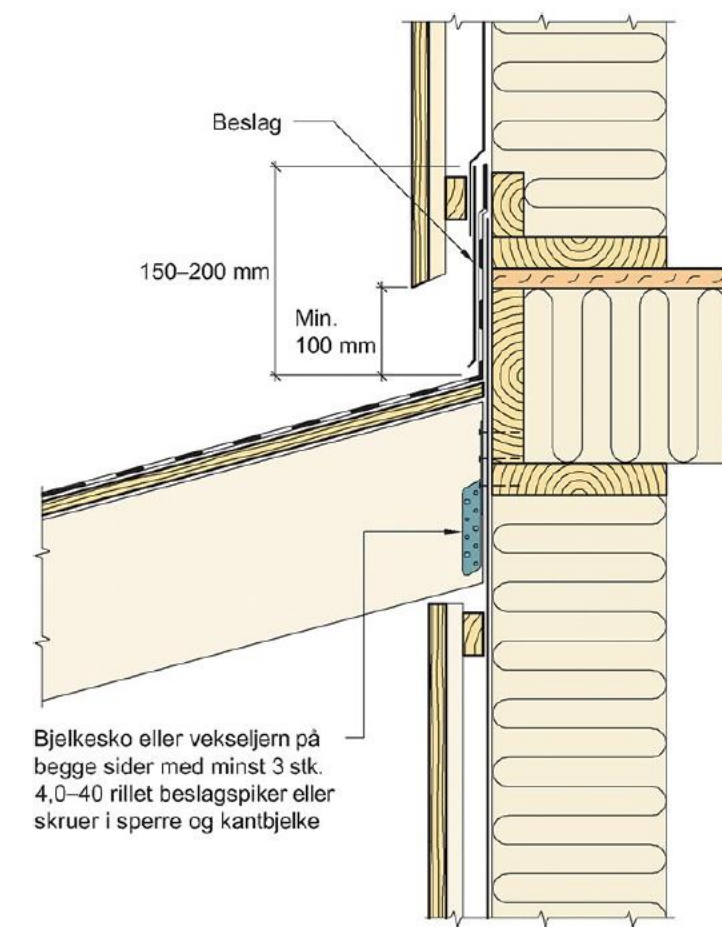 Beslag
150–200 mm
Min.
100 mm
Bjelkesko eller vekseljern på
begge sider med minst 3 stk.
4,0–40 rillet beslagspiker eller
skruer i sperre og kantbjelke